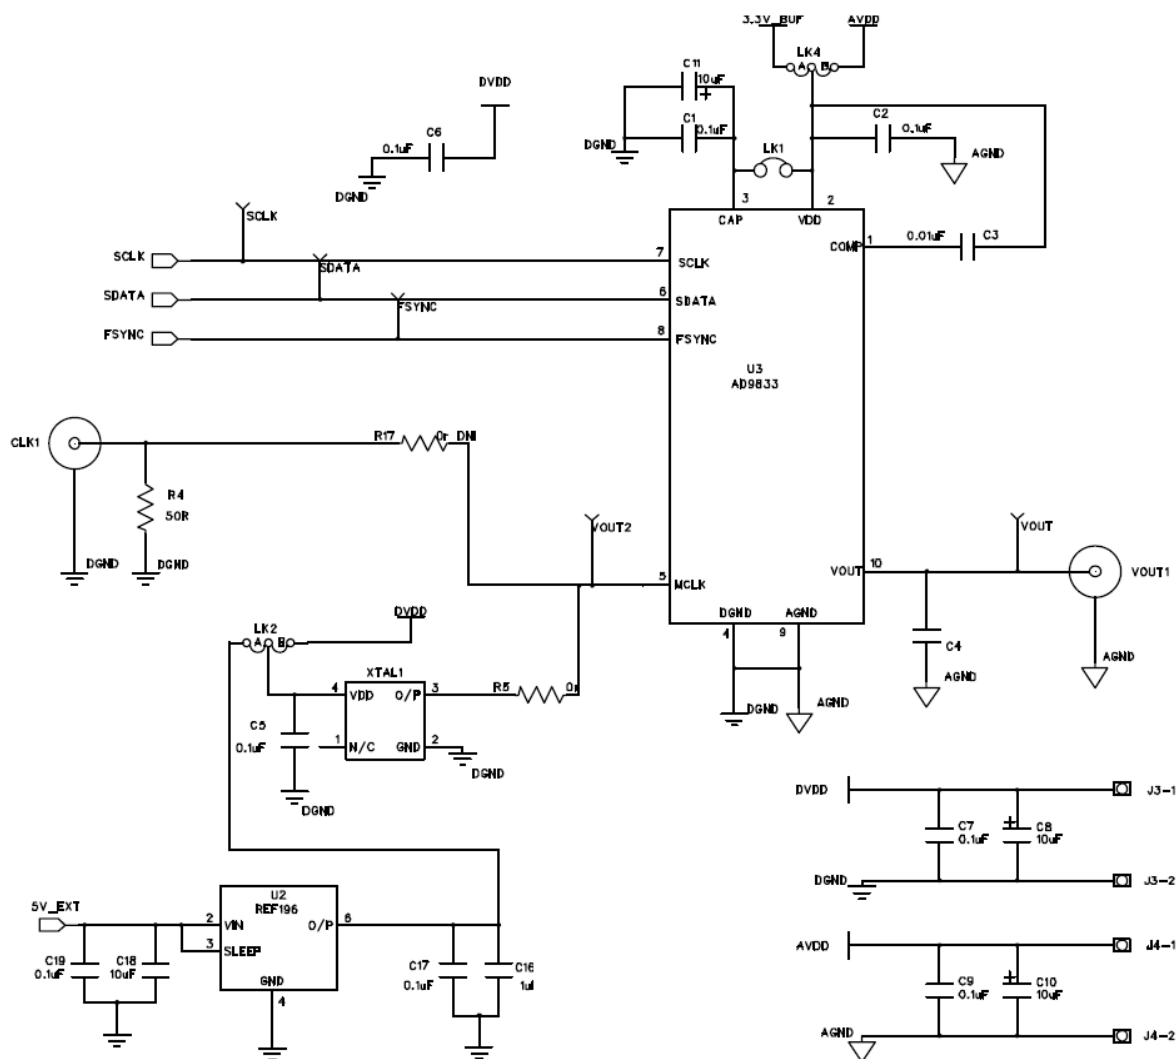 3.3V_BUF
AVDD
LK4
A B
C11
10uF
+
DVDD
C1
0.1uF
C2
0.1uF
C6
0.1uF
LK1
DGND
AGND
DGND
3
2
CAP
VDD
SCLK
COMP
1
0.01uF
C3
SCLK
7
SCLK
SDATA
SDATA
6
SDATA
FSYNC
FSYNC
8
FSYNC
U3
AD9833
CLK1
R17
0r DNI
R4
50R
VOUT2
VOUT
DGND
DGND
5
MCLK
VOUT
10
VOUT1
DGND
AGND
4
9
C4
AGND
AGND
DGND
AGND
LK2
DVDD
A B
XTAL1
4
VDD
O/P
3
R5
0r
C5
0.1uF
1
N/C
GND
2
DGND
DGND
DVDD
J3-1
C7
0.1uF
+
C8
10uF
DGND
J3-2
5V_EXT
U2
REF196
2
VIN
O/P
6
3
SLEEP
C19
0.1uF
C18
10uF
GND
4
C17
0.1uF
C16
1uF
AVDD
J4-1
C9
0.1uF
+
C10
10uF
AGND
J4-2